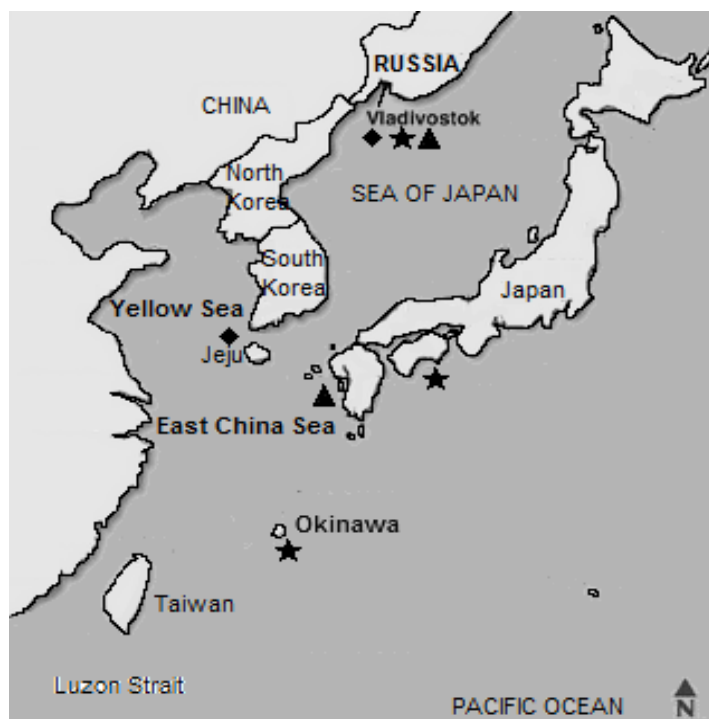 RUSSIA
CHINA
Vladivostok
North
Korea
SEA OF JAPAN
South
Korea
Japan
Yellow Sea
Jeju
East China Sea
Okinawa
Taiwan
Luzon Strait
PACIFIC OCEAN
N